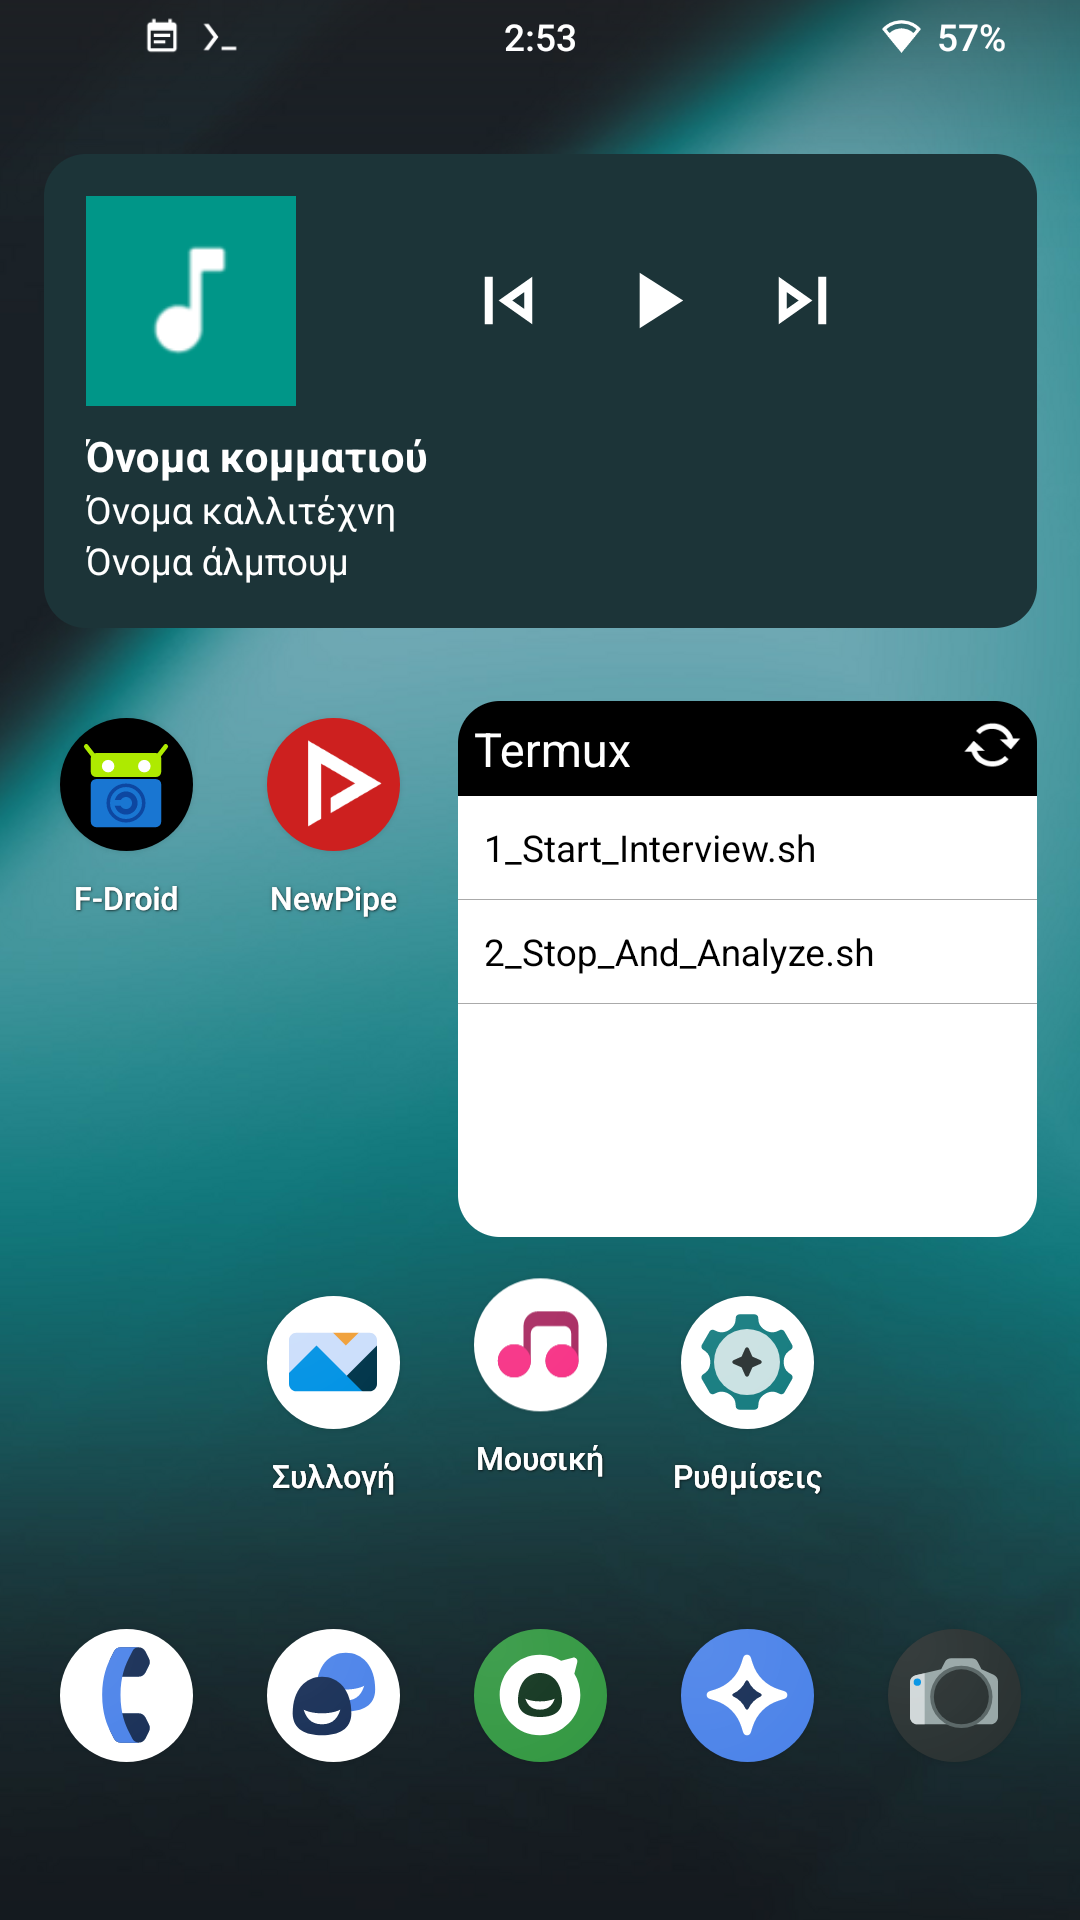 2:53
57%
Όνομα κομματιού
Όνομα καλλιτέχνη
Όνομα άλμπουμ
Termux
1_Start_Interview.sh
2_Stop_And_Analyze.sh
F-Droid
NewPipe
Συλλογή
Μουσική
Ρυθμίσεις